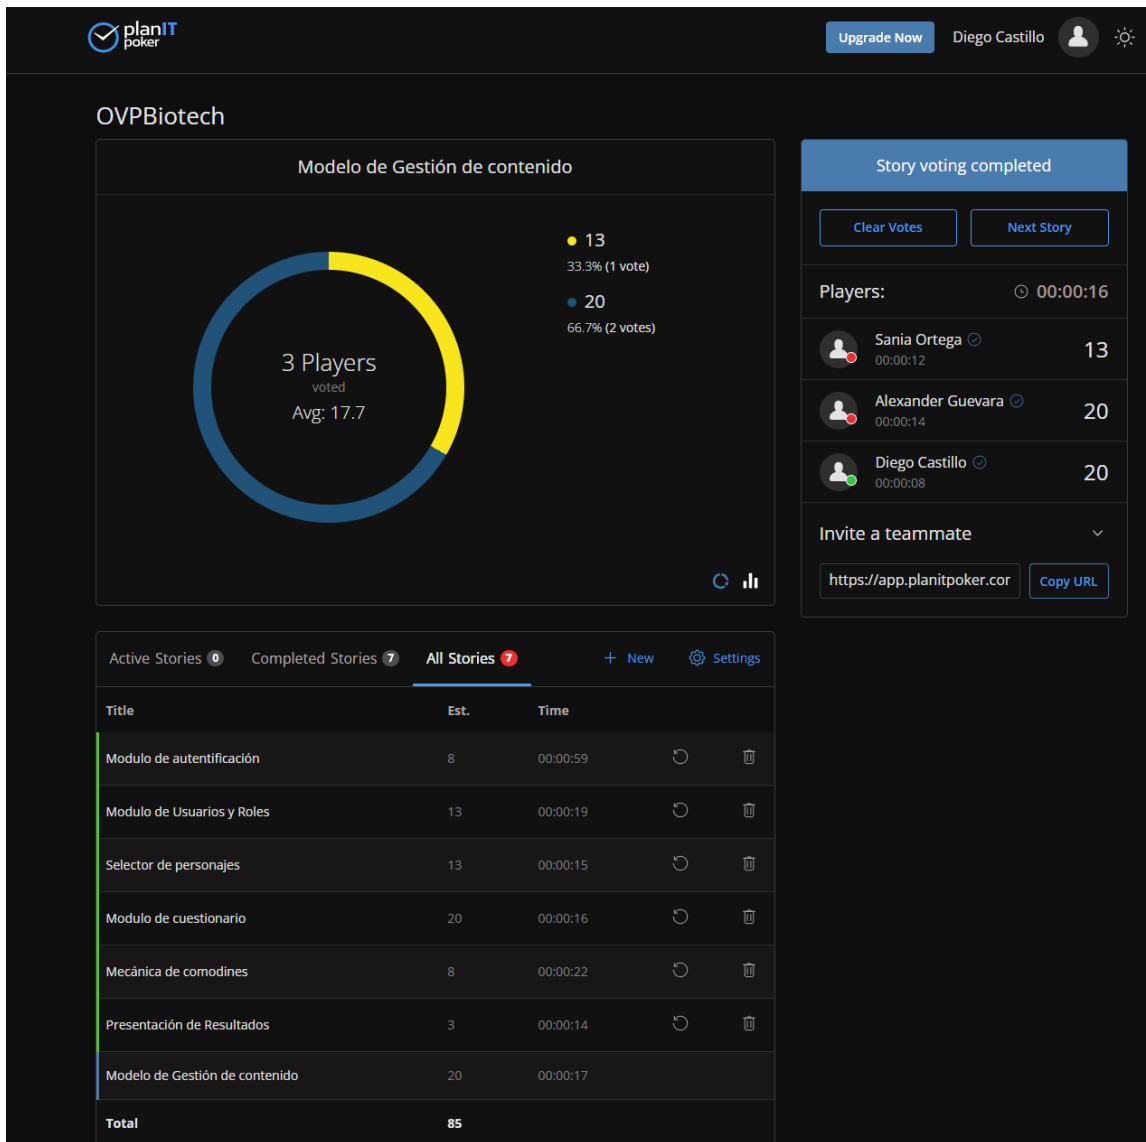 planIT
poker
Upgrade Now
Diego Castillo
OVPBiotech
Modelo de Gestión de contenido
13
33.3% (1 vote)
20
66.7% (2 votes)
3 Players
voted
Avg: 17.7
Story voting completed
Clear Votes
Next Story
Players:
00:00:16
Sania Ortega
00:00:12
13
Alexander Guevara
00:00:14
20
Diego Castillo
00:00:08
20
Invite a teammate
https://app.planitpoker.cor
Copy URL
Active Stories 0
Completed Stories 7
All Stories 7
+ New
Settings
Title Est. Time
Modulo de autentificación 8 00:00:59
Modulo de Usuarios y Roles 13 00:00:19
Selector de personajes 13 00:00:15
Modulo de cuestionario 20 00:00:16
Mecánica de comodines 8 00:00:22
Presentación de Resultados 3 00:00:14
Modelo de Gestión de contenido 20 00:00:17
Total 85